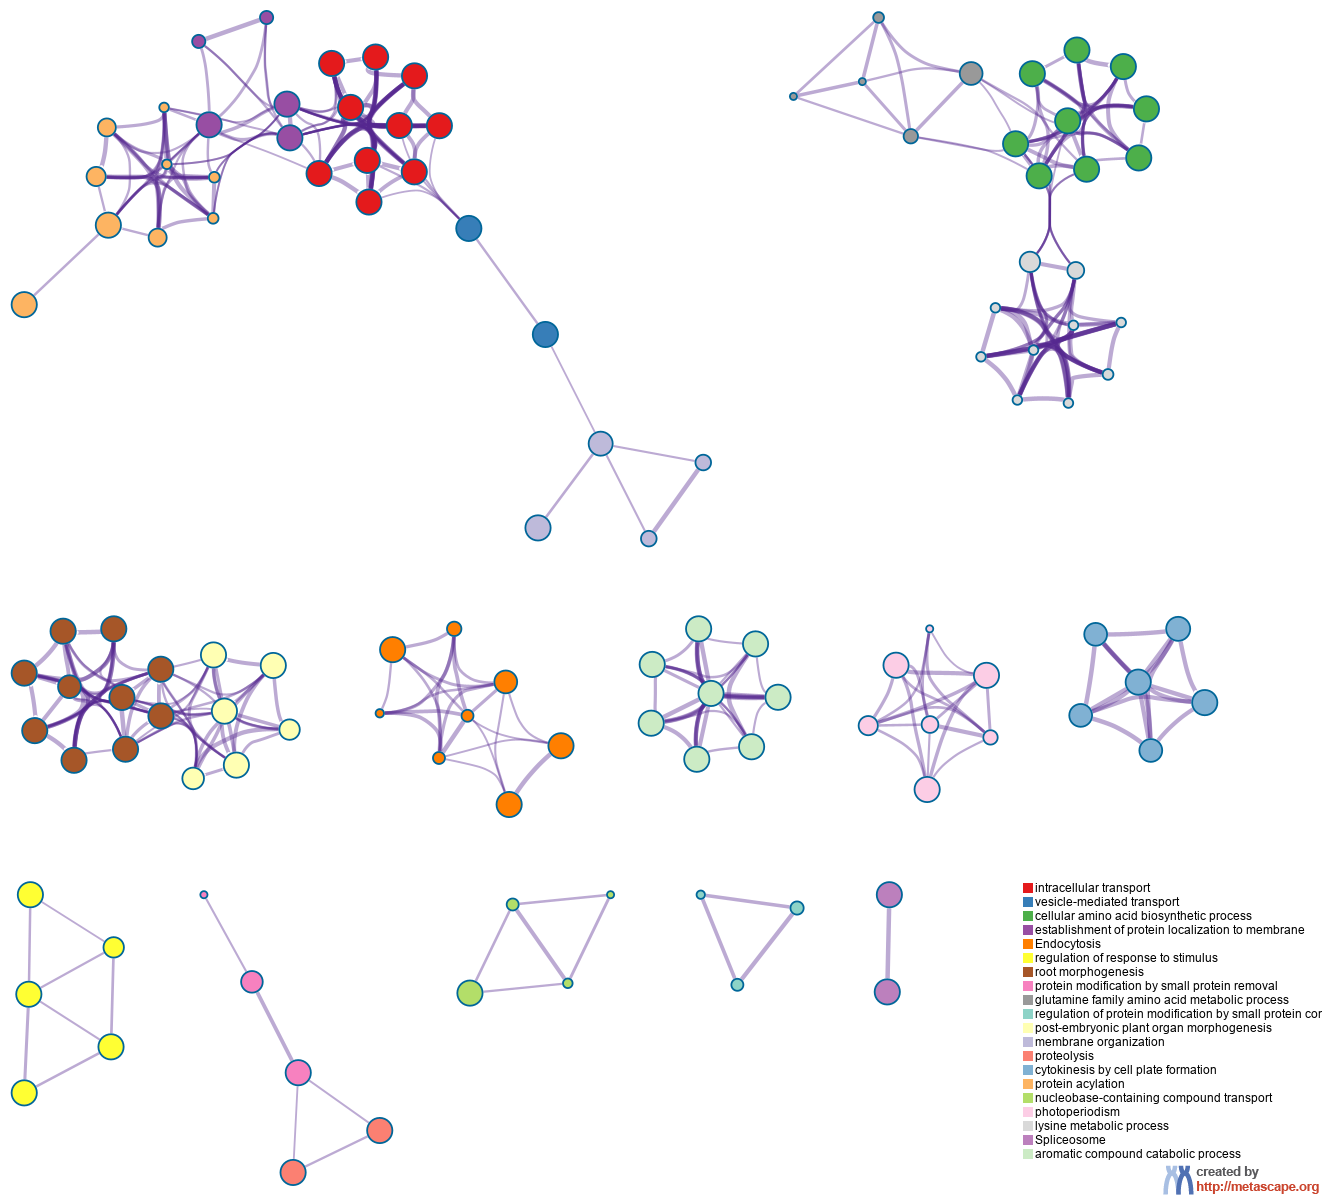 intracellular transport
vesicle-mediated transport
cellular amino acid biosynthetic process
establishment of protein localization to membrane
Endocytosis
regulation of response to stimulus
root morphogenesis
protein modification by small protein removal
glutamine family amino acid metabolic process
regulation of protein modification by small protein cor
post-embryonic plant organ morphogenesis
membrane organization
proteolysis
cytokinesis by cell plate formation
protein acylation
nucleobase-containing compound transport
photoperiodism
lysine metabolic process
Spliceosome
aromatic compound catabolic process
created by
http://metascape.org